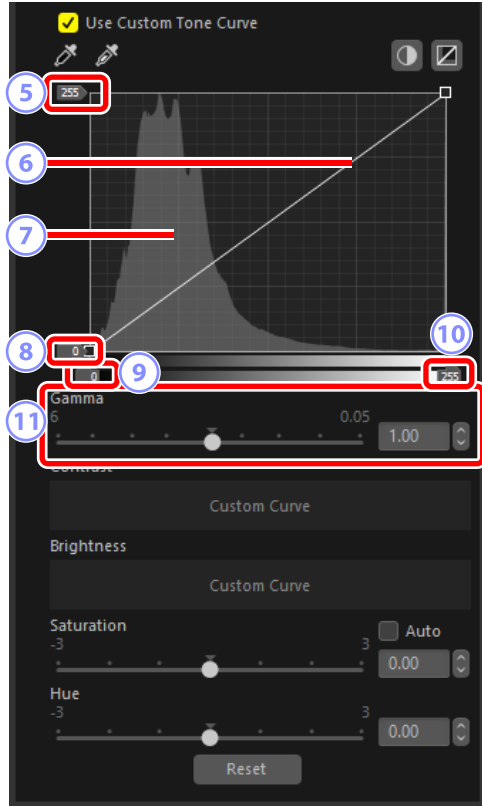 Use Custom Tone Curve
5
255
6
7
10
8
0
9
0
255
Gamma
11
6
0.05
1.00
Contrast
Custom Curve
Brightness
Custom Curve
Saturation
Auto
-3
3
0.00
Hue
-3
3
0.00
Reset